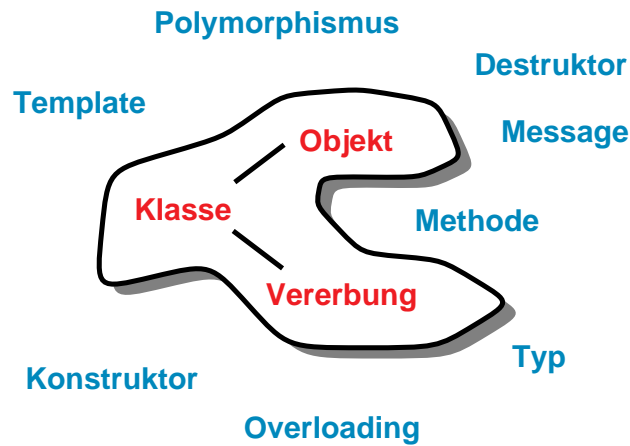 Polymorphismus
Destruktor
Template
Message
Objekt
Klasse
Methode
Vererbung
Typ
Konstruktor
Overloading